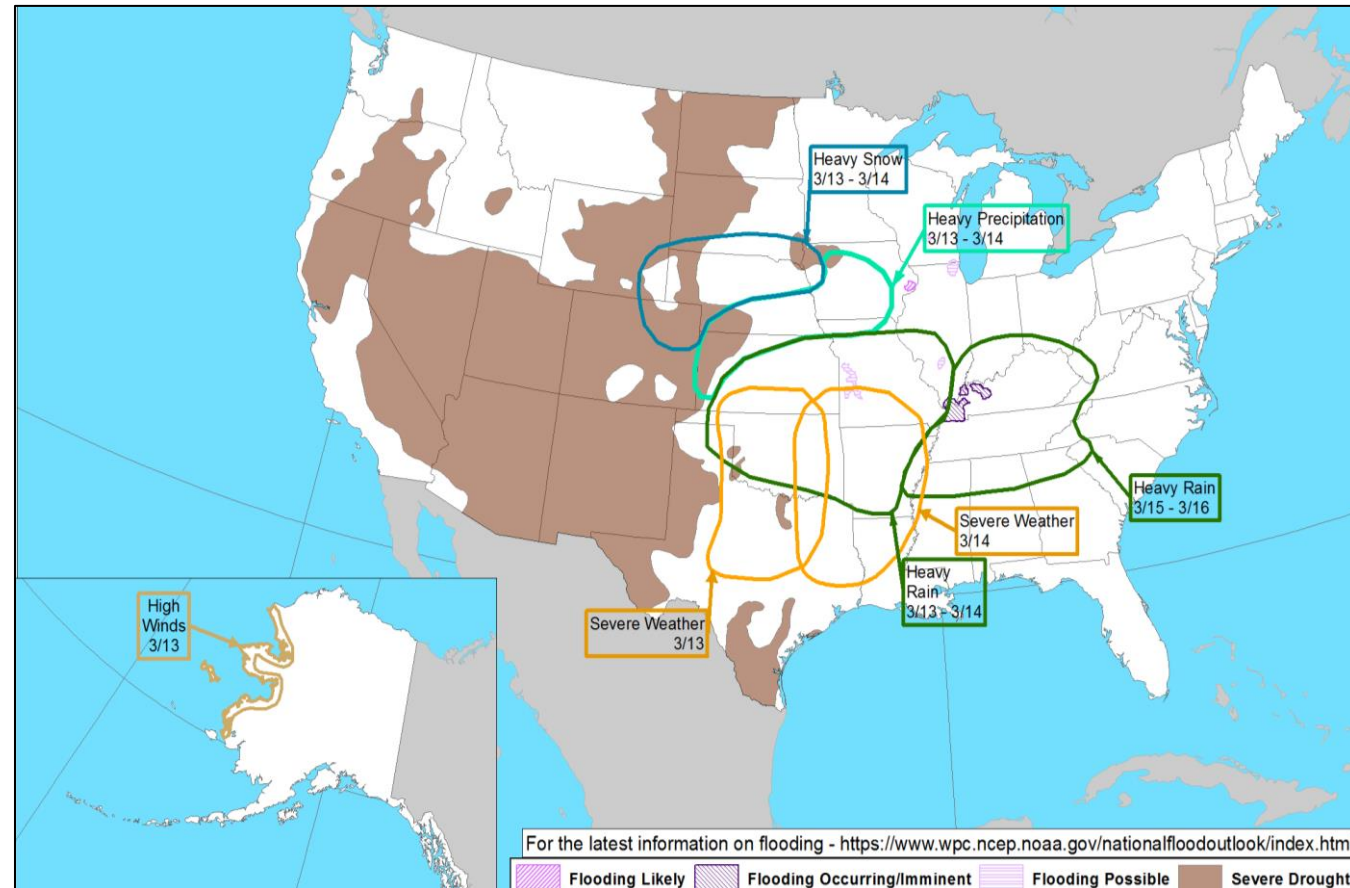 Heavy Snow
3/13 - 3/14
Heavy Precipitation
3/13 - 3/14
Heavy Rain
3/15 - 3/16
Severe Weather
3/14
Heavy
Rain
3/13 - 3/14
Severe Weather
3/13
High
Winds
3/13
For the latest information on flooding - https://www.wpc.ncep.noaa.gov/nationalfloodoutlook/index.htm
Flooding Likely Flooding Occurring/Imminent Flooding Possible Severe Drought